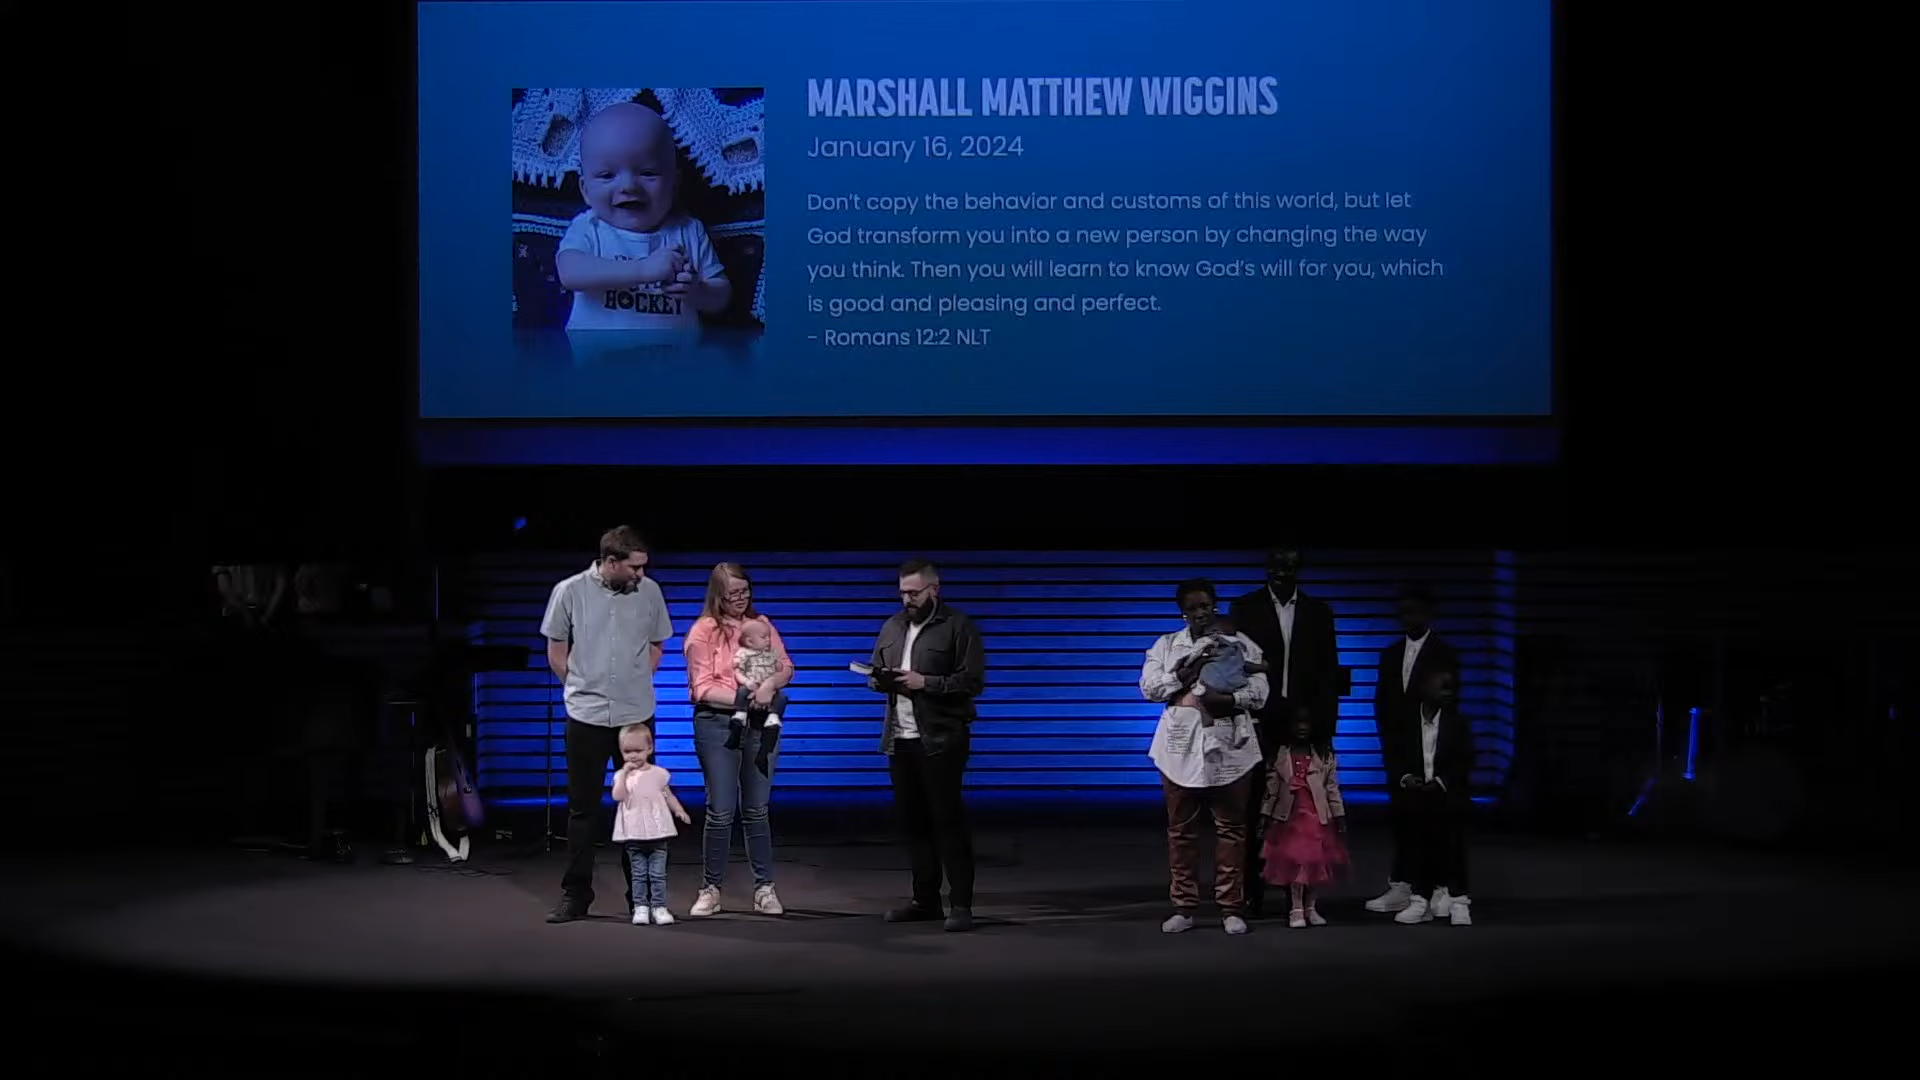 MARSHALL MATTHEW WIGGINS
January 16, 2024
Don't copy the behavior and customs of this world, but let
God transform you into a new person by changing the way
you think. Then you will learn to know God's will for you, which
is good and pleasing and perfect.
- Romans 12:2 NLT
HOCKEY